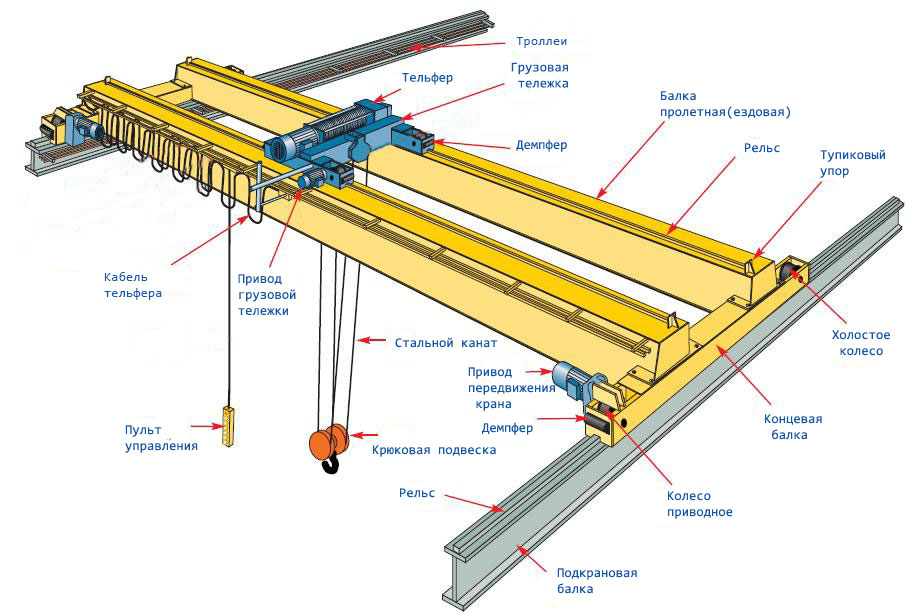 Троллеи
Тельфер
Грузовая
тележка
Балка
пролетная(ездовая)
Демпфер
Рельс
Тупиковый
упор
Кабель
тельфера
Привод
грузовой
тележки
Стальной канат
Холостое
колесо
Привод
передвижения
крана
Демпфер
Концевая
балка
Пульт
управления
Крюковая подвеска
Рельс
Колесо
приводное
Подкрановая
балка